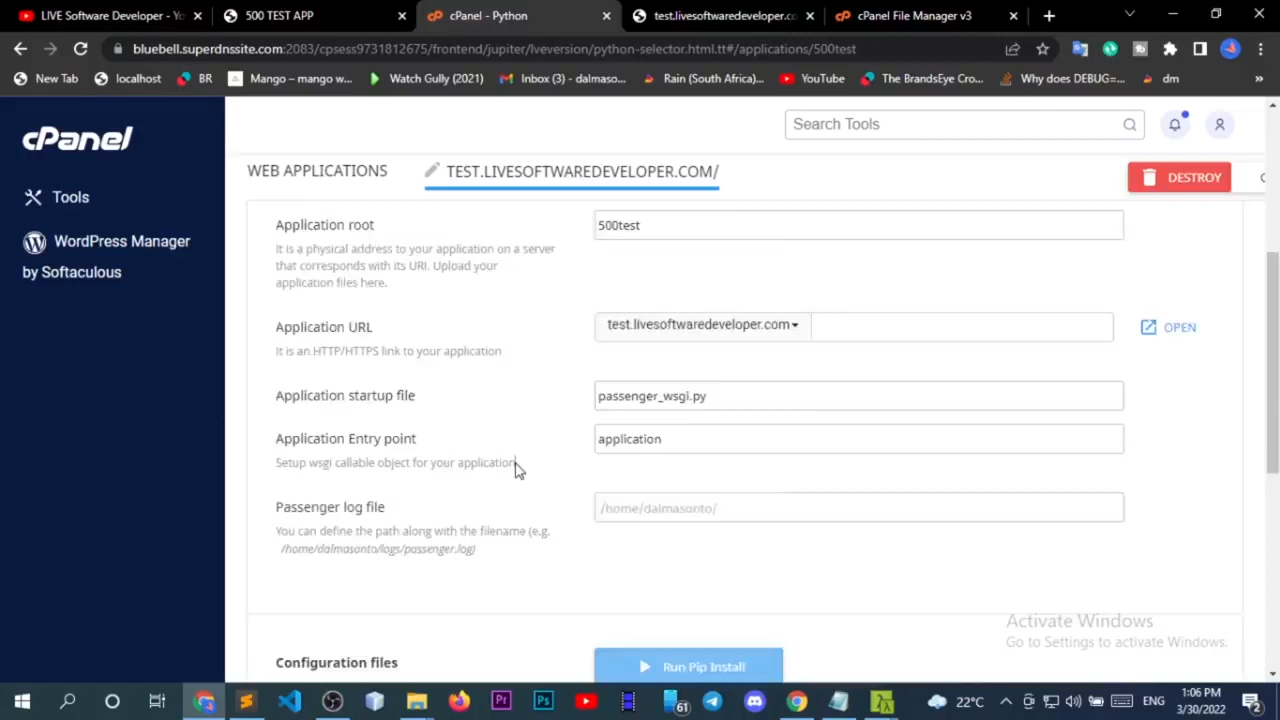 LIVE Software Developer - Yo
500 TEST APP
cPanel - Python
test.livesoftwaredeveloper.co
cPanel File Manager v3
bluebell.superdnssite.com:2083/cpsess9731812675/frontend/jupiter/lveversion/python-selector.html.tt#/applications/500test
New Tab
localhost
BR
Mango – mango w...
Watch Gully (2021)
Inbox (3) - dalmaso...
Rain (South Africa)...
YouTube
The BrandsEye Cro...
Why does DEBUG=...
dm
»
cPanel
Search Tools
WEB APPLICATIONS
TEST.LIVESOFTWAREDEVELOPER.COM/
DESTROY
Tools
WordPress Manager
by Softaculous
Application root
500test
It is a physical address to your application on a server
that corresponds with its URI. Upload your
application files here.
Application URL
test.livesoftwaredeveloper.com
OPEN
It is an HTTP/HTTPS link to your application
Application startup file
passenger_wsgi.py
Application Entry point
application
Setup wsgi callable object for your application
Passenger log file
/home/dalmasonto/
You can define the path along with the filename (e.g.
/home/dalmasonto/logs/passenger.log)
Activate Windows
Go to Settings to activate Windows.
Configuration files
Run Pip Install
Pr
Ps
61
22°C
ENG
1:06 PM
3/30/2022
2